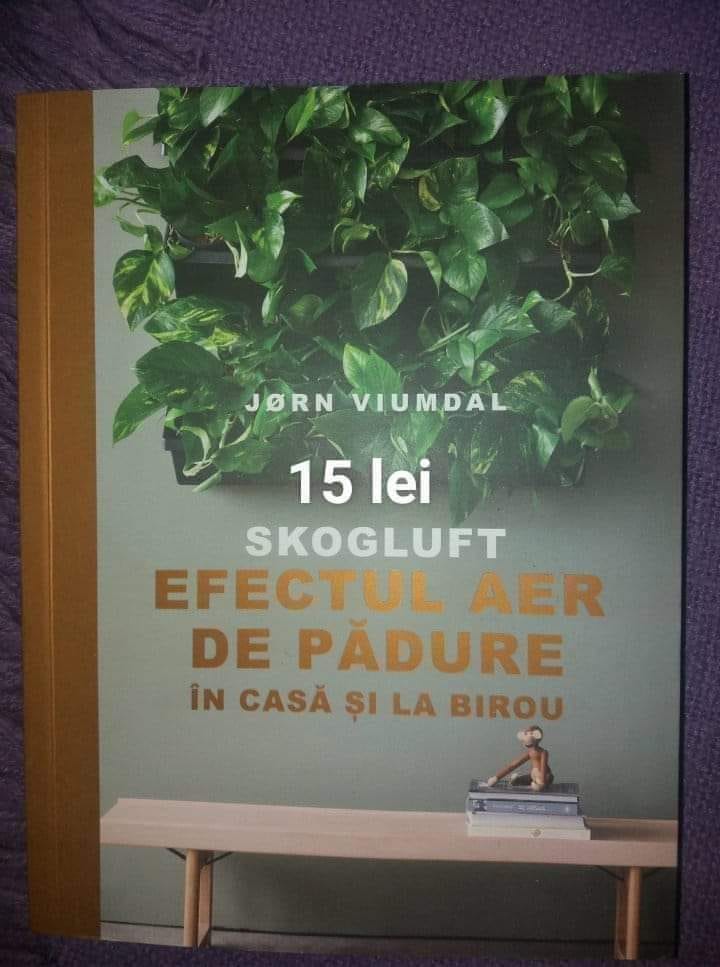 JØRN VIUMDAL
15 lei
SKOGLUFT
EFECTUL AER
DE PĂDURE
ÎN CASĂ ȘI LA BIROU